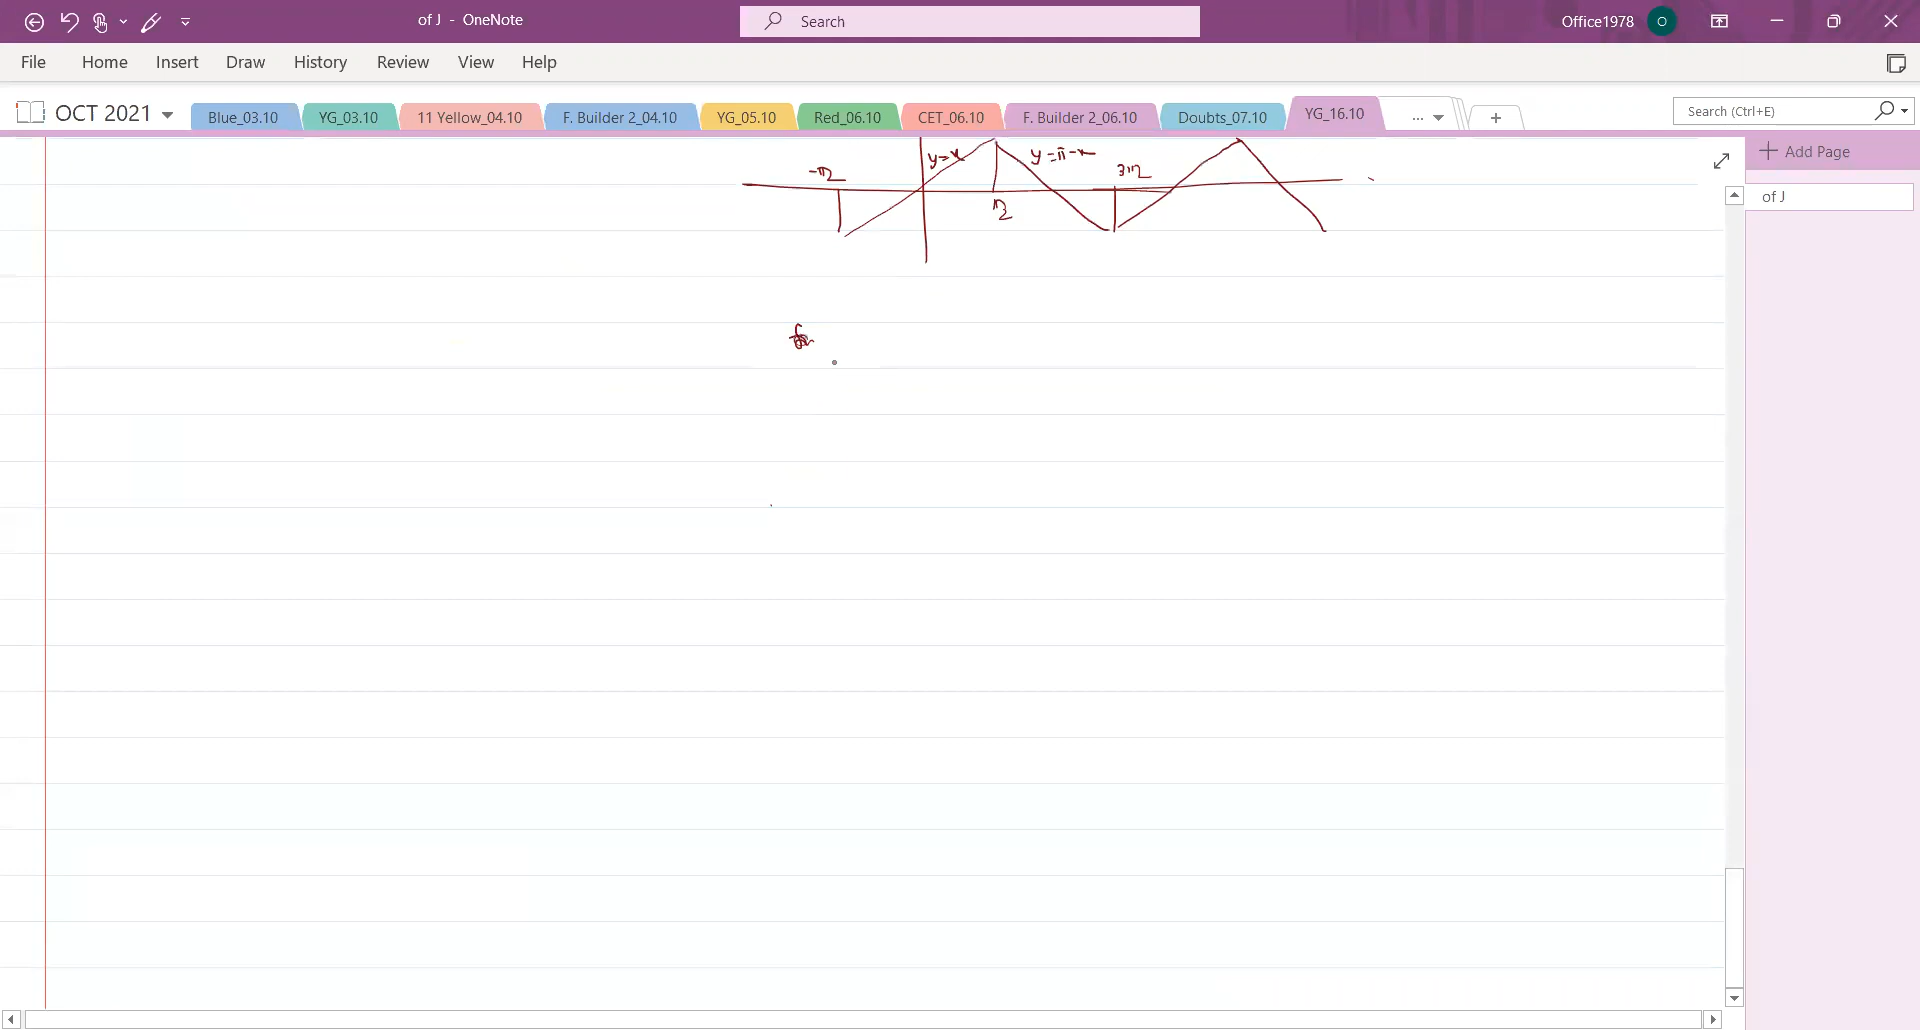 of J - OneNote
Search
Office1978
O
File Home Insert Draw History Review View Help
OCT 2021
Blue_03.10 YG_03.10 11 Yellow_04.10 F. Builder 2_04.10 YG_05.10 Red_06.10 CET_06.10 F. Builder 2_06.10 Doubts_07.10 YG_16.10 ... +
Search (Ctrl+E)
Add Page
of J
y=x
y=π-x
-π/2
3π/2
π/2